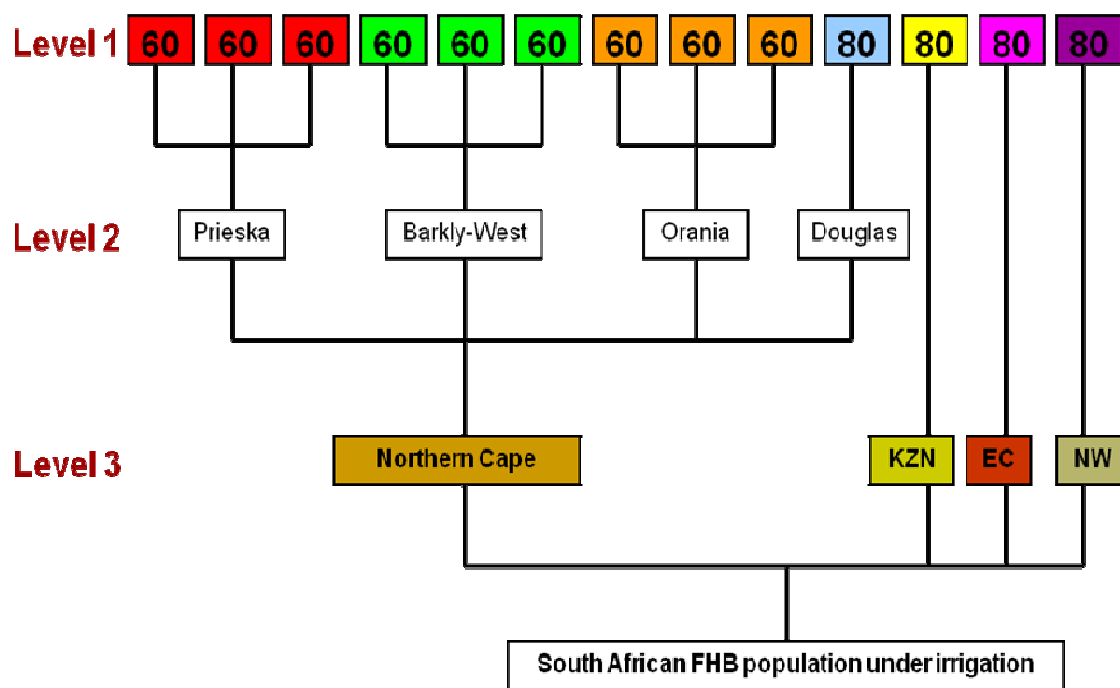 Level 1 60 60 60 60 60 60 60 60 60 80 80 80 80
Level 2 Prieska Barkly-West Orania Douglas
Level 3 Northern Cape KZN EC NW
South African FHB population under irrigation